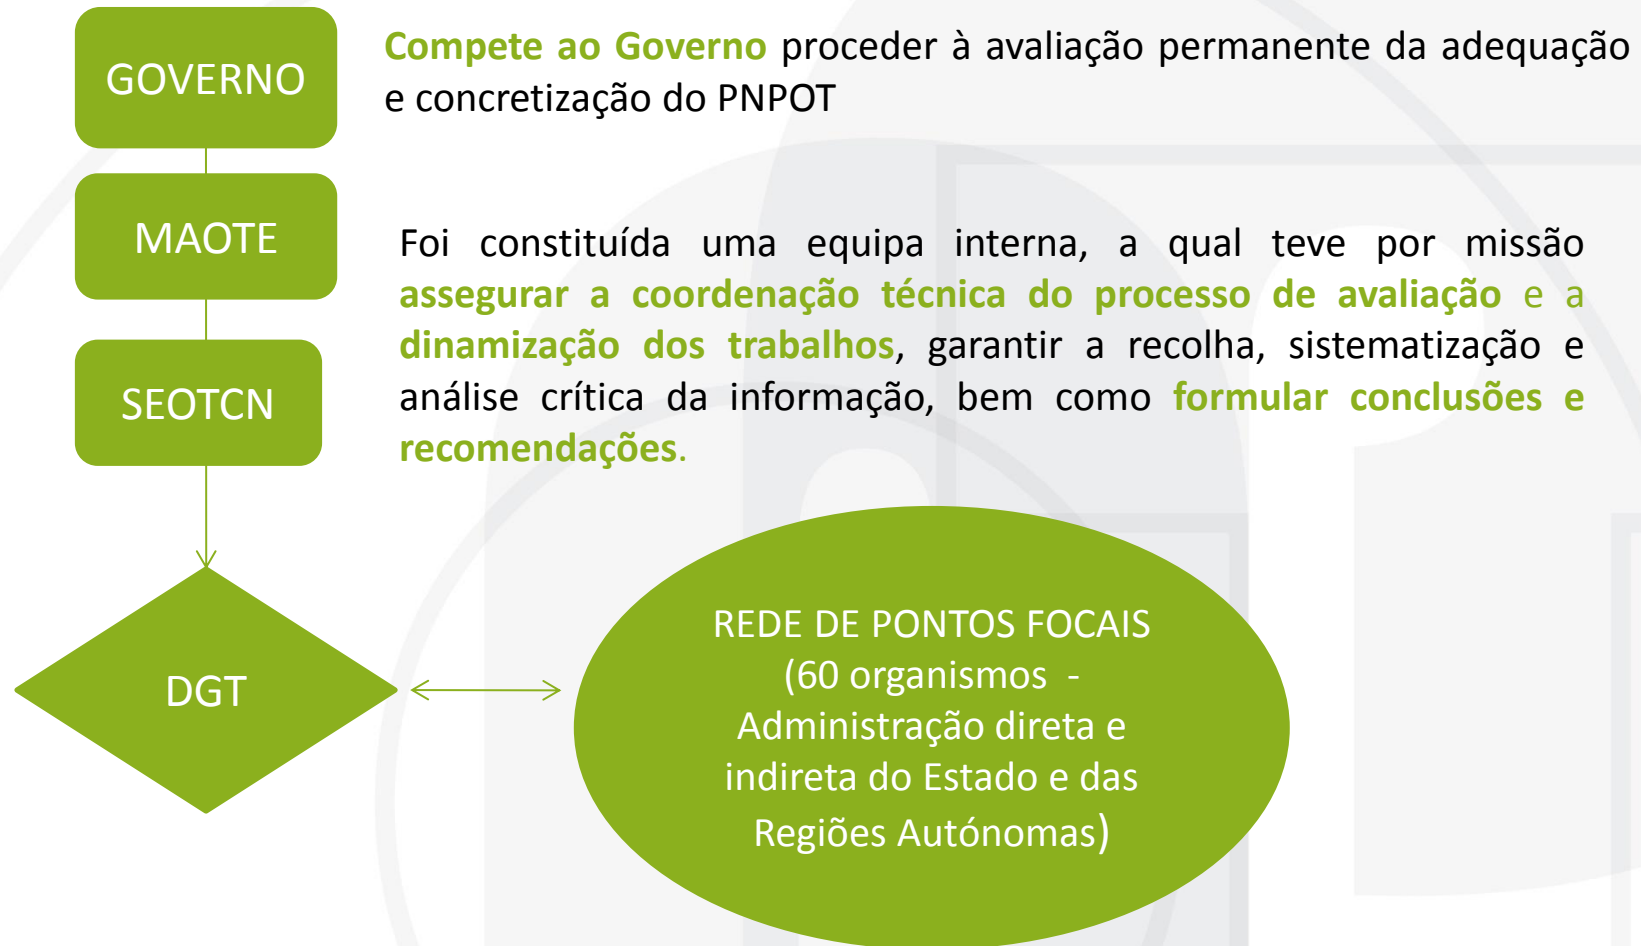 GOVERNO
Compete ao Governo proceder à avaliação permanente da adequação
e concretização do PNPOT
MAOTE
Foi constituída uma equipa interna, a qual teve por missão
assegurar a coordenação técnica do processo de avaliação e a
dinamização dos trabalhos, garantir a recolha, sistematização e
análise crítica da informação, bem como formular conclusões e
recomendações.
SEOTCN
DGT
REDE DE PONTOS FOCAIS
(60 organismos -
Administração direta e
indireta do Estado e das
Regiões Autónomas)